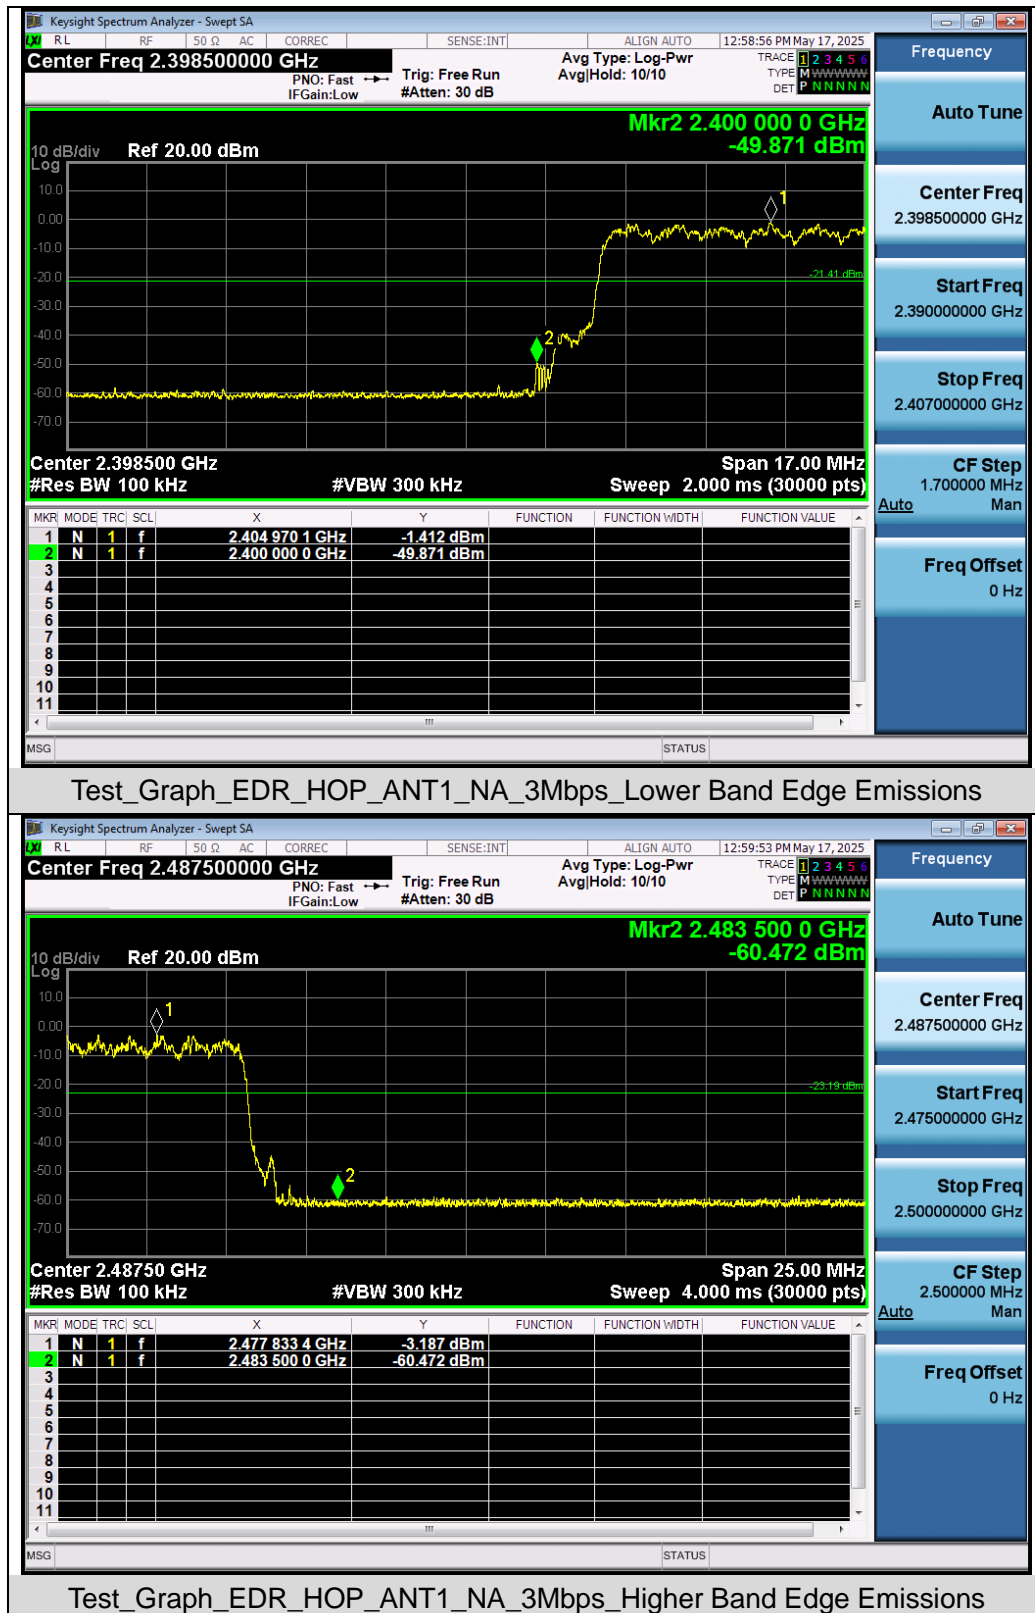 Keysight Spectrum Analyzer - Swept SA
LXI RL RF 50 Ω AC CORREC SENSE:INT ALIGN AUTO 12:58:56 PM May 17, 2025
Center Freq 2.398500000 GHz
PNO: Fast
IFGain:Low
Trig: Free Run
#Atten: 30 dB
Avg Type: Log-Pwr
Avg|Hold: 10/10
TRACE 1 2 3 4 5 6
TYPE M WWWWW
DET P N N N N N
Mkr2 2.400 000 0 GHz
-49.871 dBm
10 dB/div Ref 20.00 dBm
Log
10.0
0.00
-10.0
-20.0
-30.0
-40.0
-50.0
-60.0
-70.0
1
-21.41 dBm
2
Center 2.398500 GHz Span 17.00 MHz
#Res BW 100 kHz #VBW 300 kHz Sweep 2.000 ms (30000 pts)
MKR MODE TRC SCL X Y FUNCTION FUNCTION WIDTH FUNCTION VALUE
1 N 1 f 2.404 970 1 GHz -1.412 dBm
2 N 1 f 2.400 000 0 GHz -49.871 dBm
3
4
5
6
7
8
9
10
11
MSG STATUS
Frequency
Auto Tune
Center Freq
2.398500000 GHz
Start Freq
2.390000000 GHz
Stop Freq
2.407000000 GHz
CF Step
1.700000 MHz
Auto Man
Freq Offset
0 Hz
Test_Graph_EDR_HOP_ANT1_NA_3Mbps_Lower Band Edge Emissions
Keysight Spectrum Analyzer - Swept SA
LXI RL RF 50 Ω AC CORREC SENSE:INT ALIGN AUTO 12:59:53 PM May 17, 2025
Center Freq 2.487500000 GHz
PNO: Fast
IFGain:Low
Trig: Free Run
#Atten: 30 dB
Avg Type: Log-Pwr
Avg|Hold: 10/10
TRACE 1 2 3 4 5 6
TYPE M WWWWW
DET P N N N N N
Mkr2 2.483 500 0 GHz
-60.472 dBm
10 dB/div Ref 20.00 dBm
Log
10.0
0.00
-10.0
-20.0
-30.0
-40.0
-50.0
-60.0
-70.0
1
-23.19 dBm
2
Center 2.48750 GHz Span 25.00 MHz
#Res BW 100 kHz #VBW 300 kHz Sweep 4.000 ms (30000 pts)
MKR MODE TRC SCL X Y FUNCTION FUNCTION WIDTH FUNCTION VALUE
1 N 1 f 2.477 833 4 GHz -3.187 dBm
2 N 1 f 2.483 500 0 GHz -60.472 dBm
3
4
5
6
7
8
9
10
11
MSG STATUS
Frequency
Auto Tune
Center Freq
2.487500000 GHz
Start Freq
2.475000000 GHz
Stop Freq
2.500000000 GHz
CF Step
2.500000 MHz
Auto Man
Freq Offset
0 Hz
Test_Graph_EDR_HOP_ANT1_NA_3Mbps_Higher Band Edge Emissions